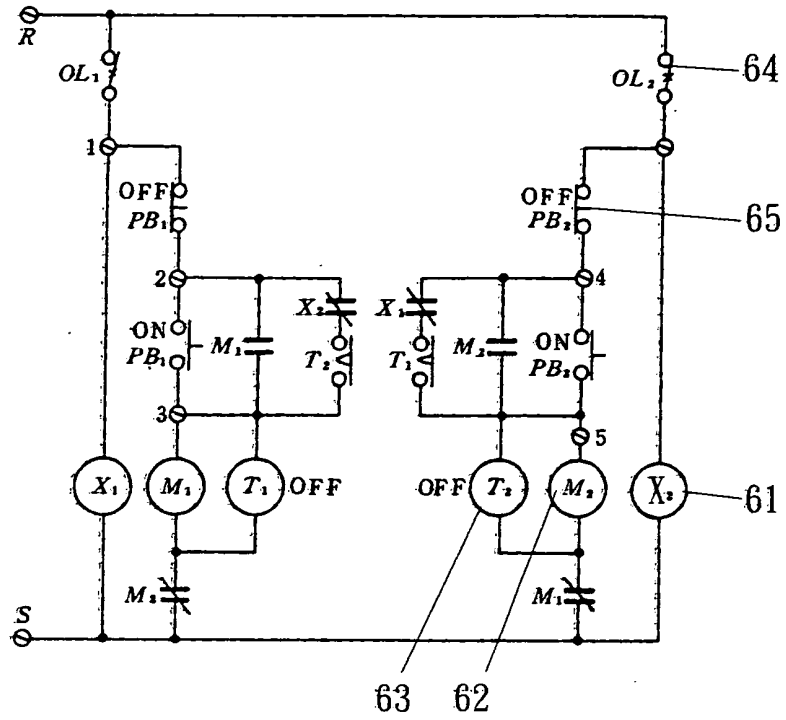 R
OL₁
OL₂
64
1
OFF
PB₁
OFF
PB₂
65
2
4
X₂
X₁
ON
PB₁
M₁
T₂
T₁
M₂
ON
PB₂
3
5
X₁
M₁
T₁
OFF
OFF
T₂
M₂
X₂
61
M₂
M₁
S
63
62